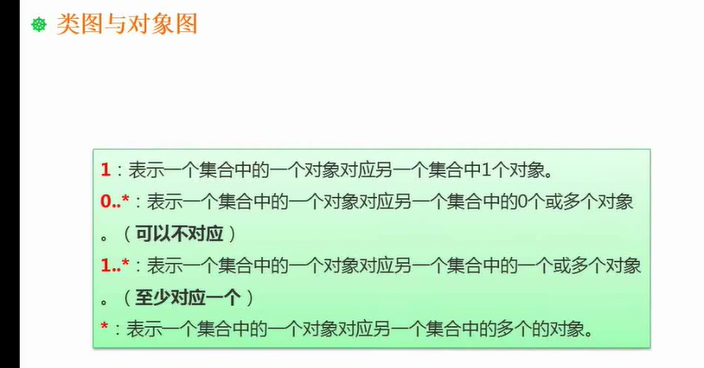 类图与对象图
1：表示一个集合中的一个对象对应另一个集合中1个对象。
0..*：表示一个集合中的一个对象对应另一个集合中的0个或多个对象
。（可以不对应）
1..*：表示一个集合中的一个对象对应另一个集合中的一个或多个对象
。（至少对应一个）
*：表示一个集合中的一个对象对应另一个集合中的多个的对象。